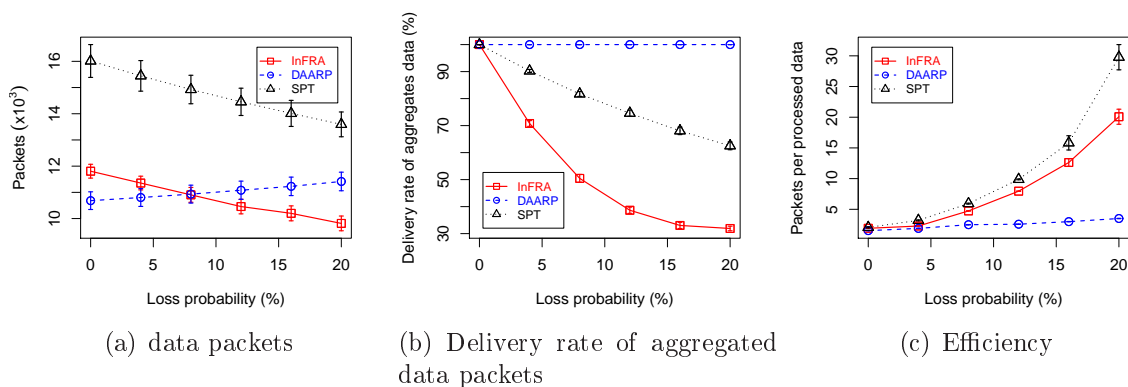 Packets (x10³)
16
14
12
10
InFRA
DAARP
SPT
0 5 10 15 20
Loss probability (%)
(a) data packets
Delivery rate of aggregates data (%)
90
70
50
30
InFRA
DAARP
SPT
0 5 10 15 20
Loss probability (%)
(b) Delivery rate of aggregated
data packets
Packets per processed data
30
20
15
10
5
InFRA
DAARP
SPT
0 5 10 15 20
Loss probability (%)
(c) Efficiency